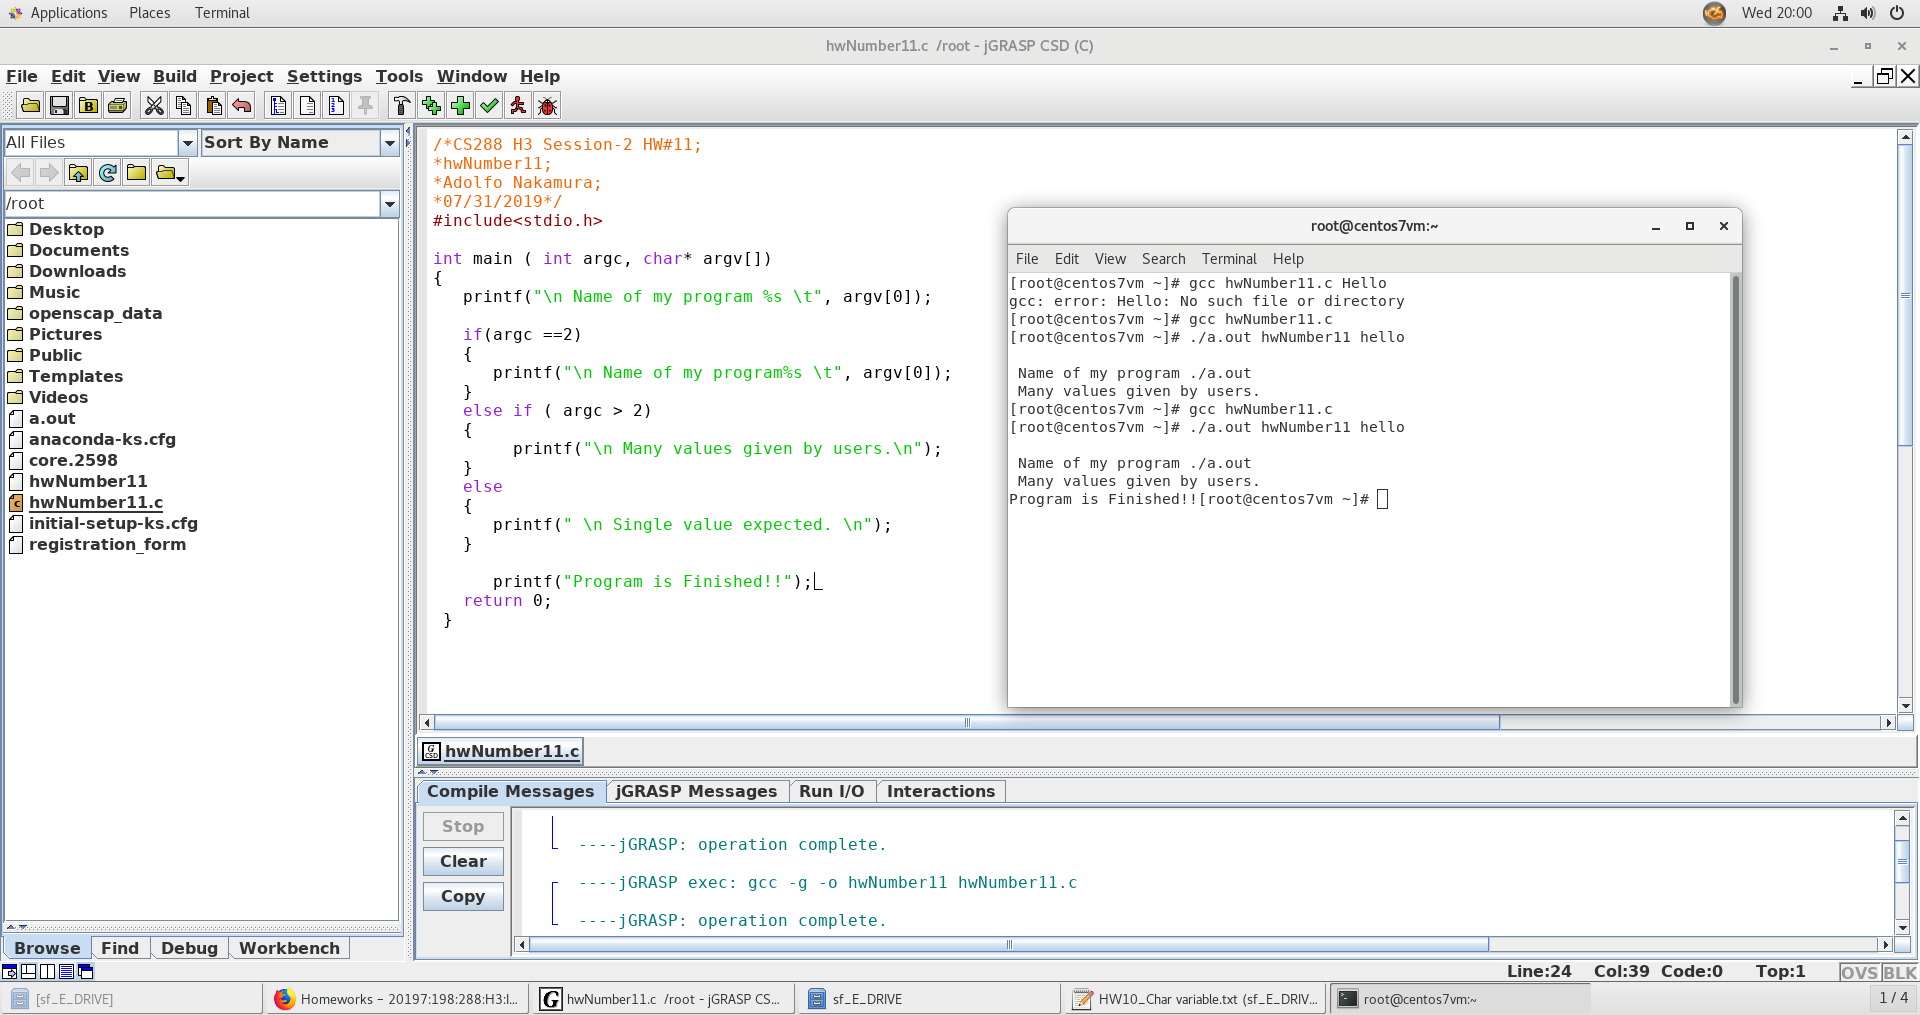 Applications Places Terminal Wed 20:00
hwNumber11.c /root - jGRASP CSD (C)
File Edit View Build Project Settings Tools Window Help
All Files Sort By Name
/root
Desktop
Documents
Downloads
Music
openscap_data
Pictures
Public
Templates
Videos
a.out
anaconda-ks.cfg
core.2598
hwNumber11
hwNumber11.c
initial-setup-ks.cfg
registration_form
Browse Find Debug Workbench
/*CS288 H3 Session-2 HW#11;
*hwNumber11;
*Adolfo Nakamura;
*07/31/2019*/
#include<stdio.h>
int main ( int argc, char* argv[])
{
printf("\n Name of my program %s \t", argv[0]);
if(argc ==2)
{
printf("\n Name of my program%s \t", argv[0]);
}
else if ( argc > 2)
{
printf("\n Many values given by users.\n");
}
else
{
printf(" \n Single value expected. \n");
}
printf("Program is Finished!!");
return 0;
}
root@centos7vm:~
File Edit View Search Terminal Help
[root@centos7vm ~]# gcc hwNumber11.c Hello
gcc: error: Hello: No such file or directory
[root@centos7vm ~]# gcc hwNumber11.c
[root@centos7vm ~]# ./a.out hwNumber11 hello
Name of my program ./a.out
Many values given by users.
[root@centos7vm ~]# gcc hwNumber11.c
[root@centos7vm ~]# ./a.out hwNumber11 hello
Name of my program ./a.out
Many values given by users.
Program is Finished!![root@centos7vm ~]#
hwNumber11.c
Compile Messages jGRASP Messages Run I/O Interactions
Stop
Clear
Copy
----jGRASP: operation complete.
----jGRASP exec: gcc -g -o hwNumber11 hwNumber11.c
----jGRASP: operation complete.
Line:24 Col:39 Code:0 Top:1 OVS BLK
[sf_E_DRIVE] Homeworks – 20197:198:288:H3:I... hwNumber11.c /root - jGRASP CS... sf_E_DRIVE HW10_Char variable.txt (sf_E_DRIV... root@centos7vm:~ 1 / 4